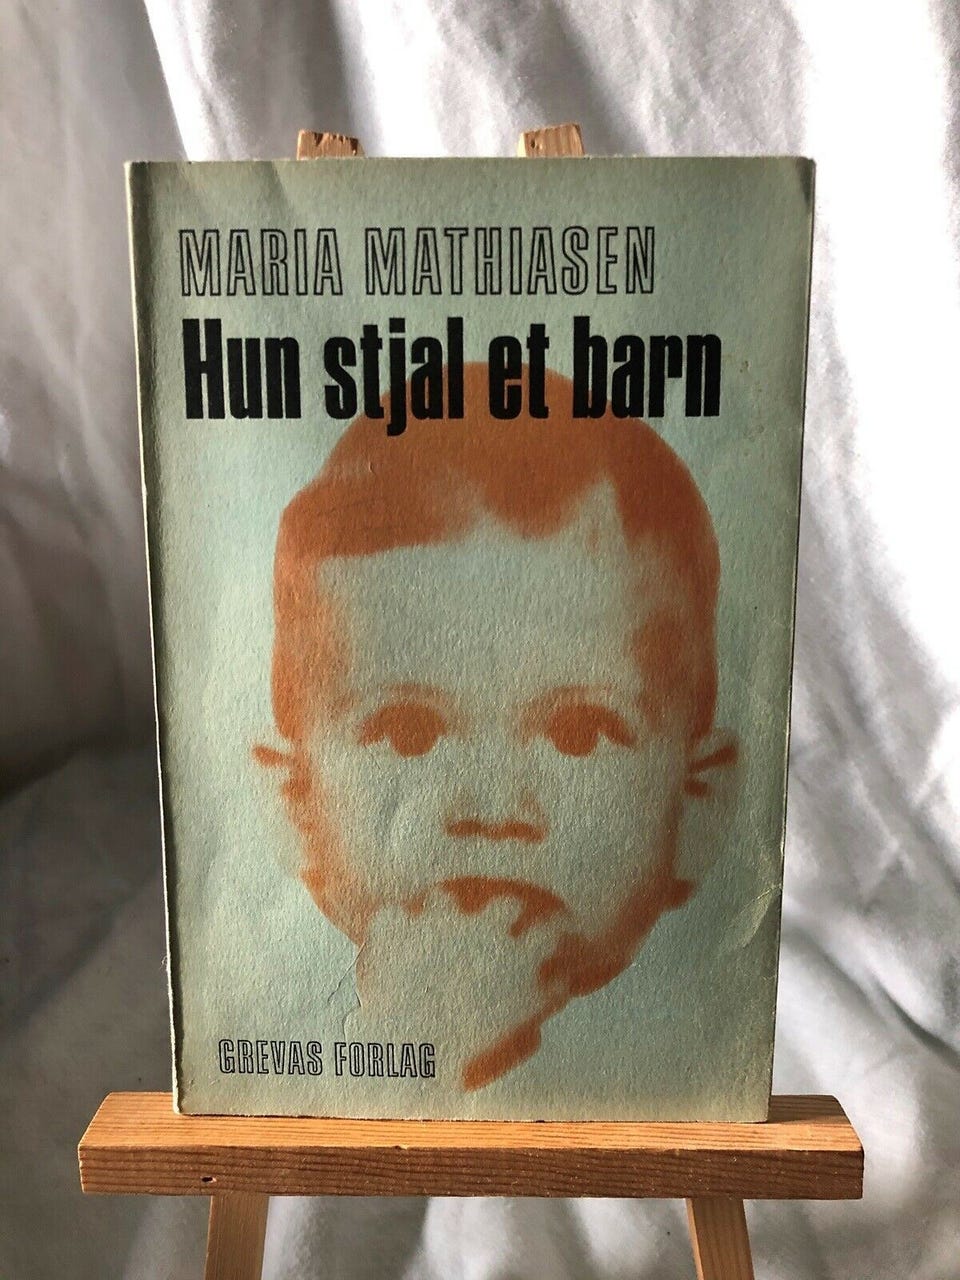 MARIA MATHIASEN
Hun stjal et barn
GREVAS FORLAG